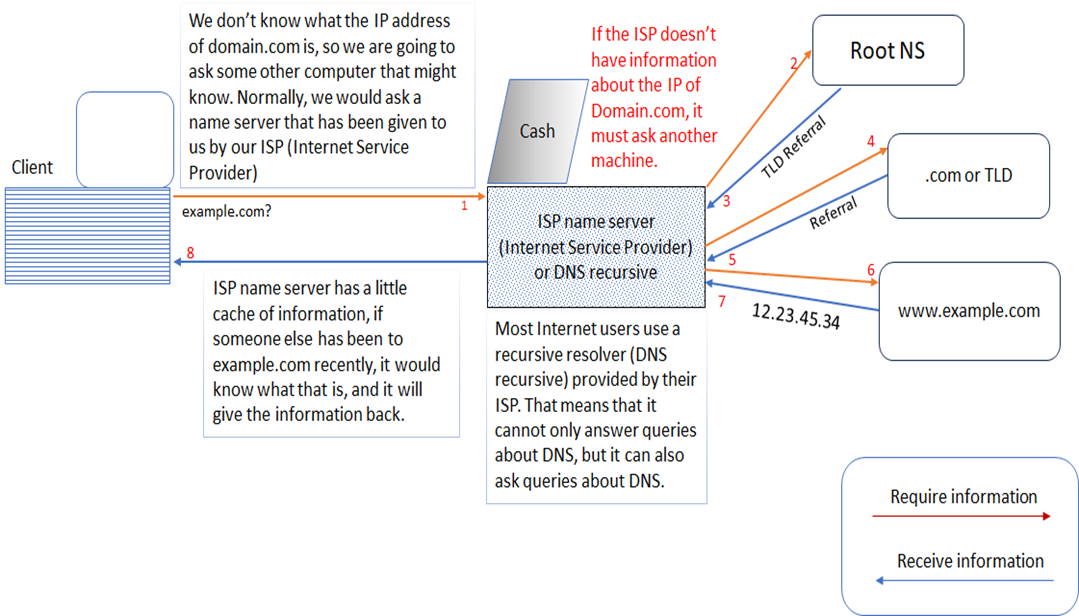 We don't know what the IP address
of domain.com is, so we are going to
ask some other computer that might
know. Normally, we would ask a
name server that has been given to
us by our ISP (Internet Service
Provider)
If the ISP doesn't
have information
about the IP of
Domain.com, it
must ask another
machine.
2
Root NS
Cash
Client
TLD Referral
3
4
.com or TLD
Referral
example.com?
1
ISP name server
(Internet Service Provider)
or DNS recursive
8
5
6
7
12.23.45.34
www.example.com
ISP name server has a little
cache of information, if
someone else has been to
example.com recently, it would
know what that is, and it will
give the information back.
Most Internet users use a
recursive resolver (DNS
recursive) provided by their
ISP. That means that it
cannot only answer queries
about DNS, but it can also
ask queries about DNS.
Require information
Receive information